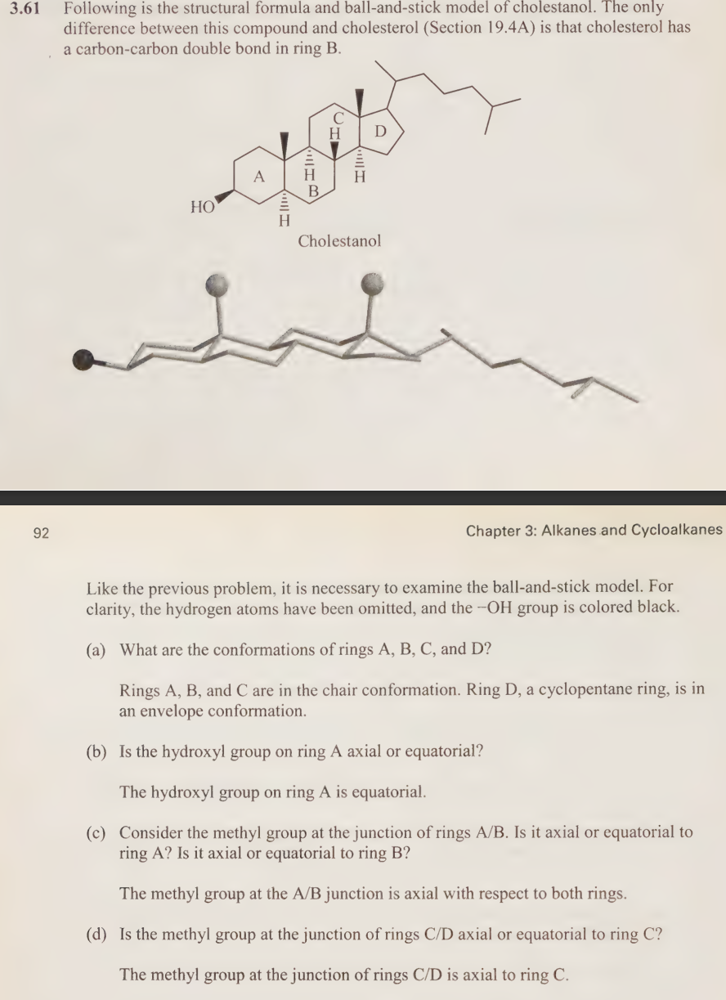 3.61 Following is the structural formula and ball-and-stick model of cholestanol. The only
difference between this compound and cholesterol (Section 19.4A) is that cholesterol has
a carbon-carbon double bond in ring B.
C
H
D
A
H
H
B
HO
H
Cholestanol
92
Chapter 3: Alkanes and Cycloalkanes
Like the previous problem, it is necessary to examine the ball-and-stick model. For
clarity, the hydrogen atoms have been omitted, and the –OH group is colored black.
(a) What are the conformations of rings A, B, C, and D?
Rings A, B, and C are in the chair conformation. Ring D, a cyclopentane ring, is in
an envelope conformation.
(b) Is the hydroxyl group on ring A axial or equatorial?
The hydroxyl group on ring A is equatorial.
(c) Consider the methyl group at the junction of rings A/B. Is it axial or equatorial to
ring A? Is it axial or equatorial to ring B?
The methyl group at the A/B junction is axial with respect to both rings.
(d) Is the methyl group at the junction of rings C/D axial or equatorial to ring C?
The methyl group at the junction of rings C/D is axial to ring C.